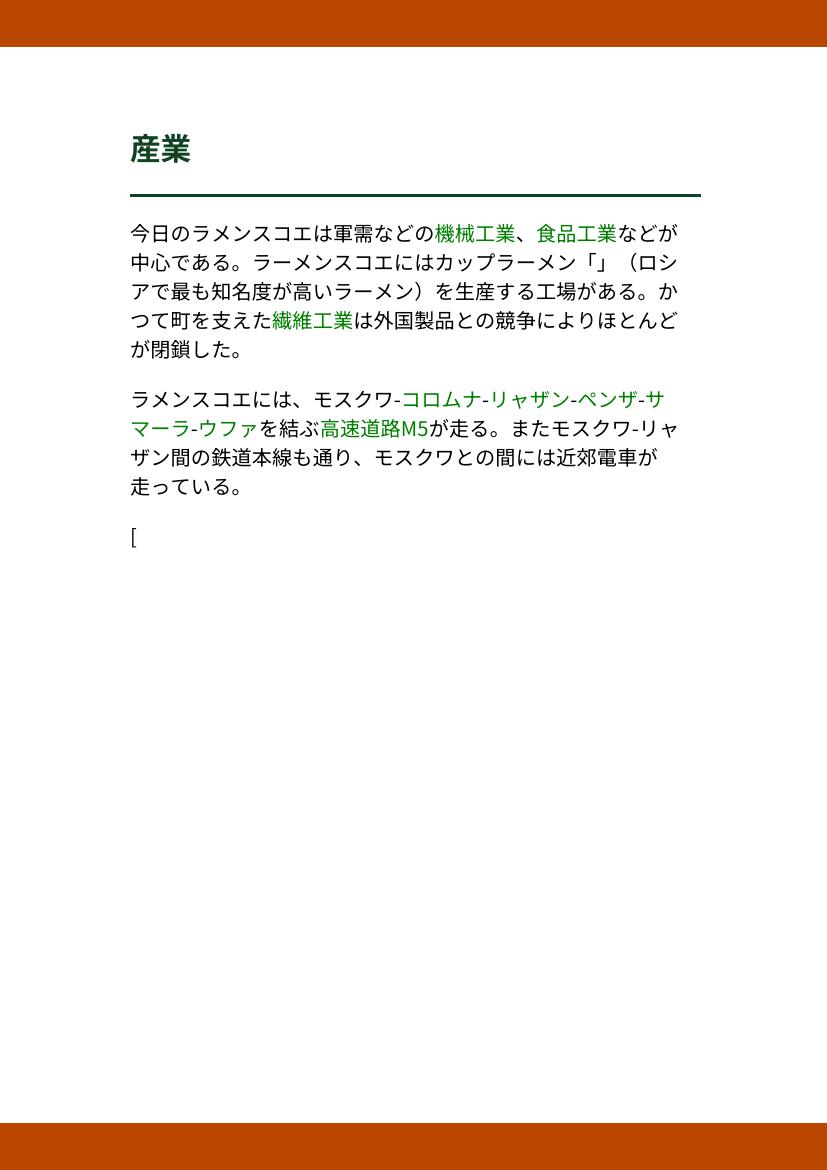 産業
今日のラメンスコエは軍需などの機械工業、食品工業などが
中心である。ラーメンスコエにはカップラーメン「」（ロシ
アで最も知名度が高いラーメン）を生産する工場がある。か
つて町を支えた繊維工業は外国製品との競争によりほとんど
が閉鎖した。
ラメンスコエには、モスクワ-コロムナ-リャザン-ペンザ-サ
マーラ-ウファを結ぶ高速道路M5が走る。またモスクワ-リャ
ザン間の鉄道本線も通り、モスクワとの間には近郊電車が
走っている。
[